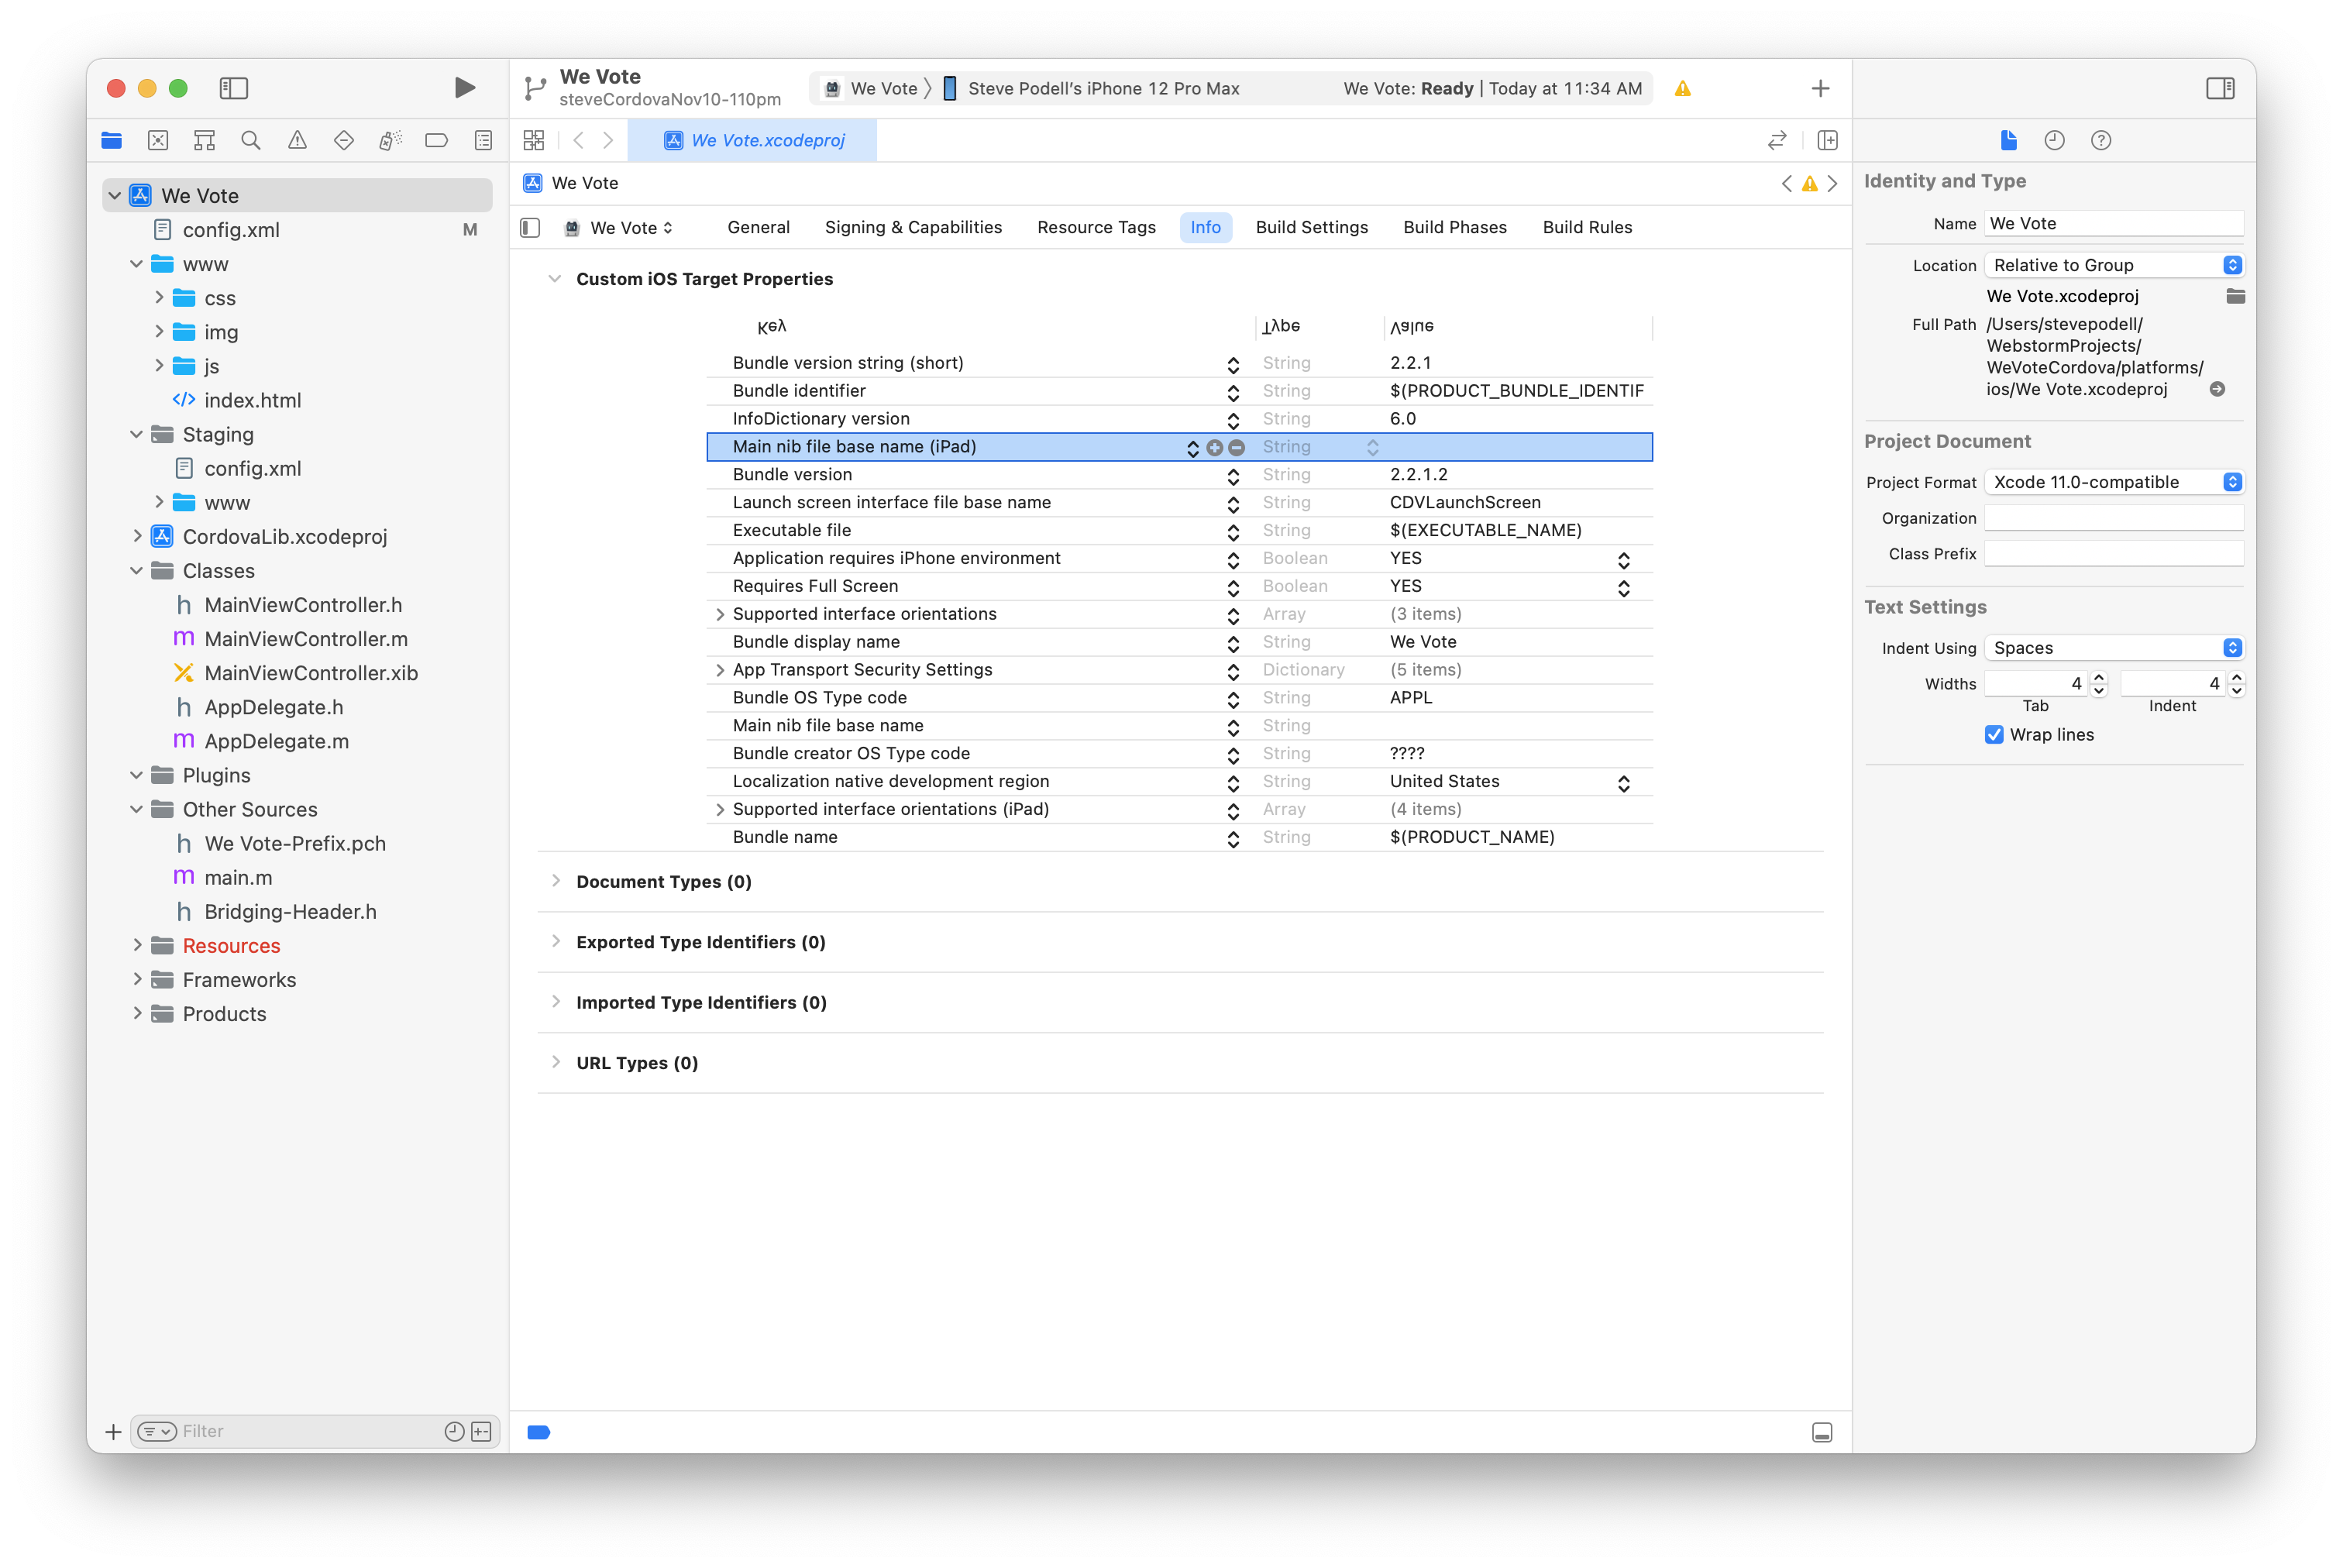 We Vote
steveCordovaNov10-110pm
We Vote
Steve Podell's iPhone 12 Pro Max
We Vote: Ready | Today at 11:34 AM
We Vote.xcodeproj
We Vote
config.xml
M
www
css
img
js
index.html
Staging
config.xml
www
CordovaLib.xcodeproj
Classes
MainViewController.h
MainViewController.m
MainViewController.xib
AppDelegate.h
AppDelegate.m
Plugins
Other Sources
We Vote-Prefix.pch
main.m
Bridging-Header.h
Resources
Frameworks
Products
Filter
We Vote
We Vote
General
Signing & Capabilities
Resource Tags
Info
Build Settings
Build Phases
Build Rules
Custom iOS Target Properties
Key Type Value
Bundle version string (short) String 2.2.1
Bundle identifier String $(PRODUCT_BUNDLE_IDENTIF
InfoDictionary version String 6.0
Main nib file base name (iPad) String
Bundle version String 2.2.1.2
Launch screen interface file base name String CDVLaunchScreen
Executable file String $(EXECUTABLE_NAME)
Application requires iPhone environment Boolean YES
Requires Full Screen Boolean YES
Supported interface orientations Array (3 items)
Bundle display name String We Vote
App Transport Security Settings Dictionary (5 items)
Bundle OS Type code String APPL
Main nib file base name String
Bundle creator OS Type code String ????
Localization native development region String United States
Supported interface orientations (iPad) Array (4 items)
Bundle name String $(PRODUCT_NAME)
Document Types (0)
Exported Type Identifiers (0)
Imported Type Identifiers (0)
URL Types (0)
Identity and Type
Name We Vote
Location Relative to Group
We Vote.xcodeproj
Full Path /Users/stevepodell/
WebstormProjects/
WeVoteCordova/platforms/
ios/We Vote.xcodeproj
Project Document
Project Format Xcode 11.0-compatible
Organization
Class Prefix
Text Settings
Indent Using Spaces
Widths 4 4
Tab Indent
Wrap lines